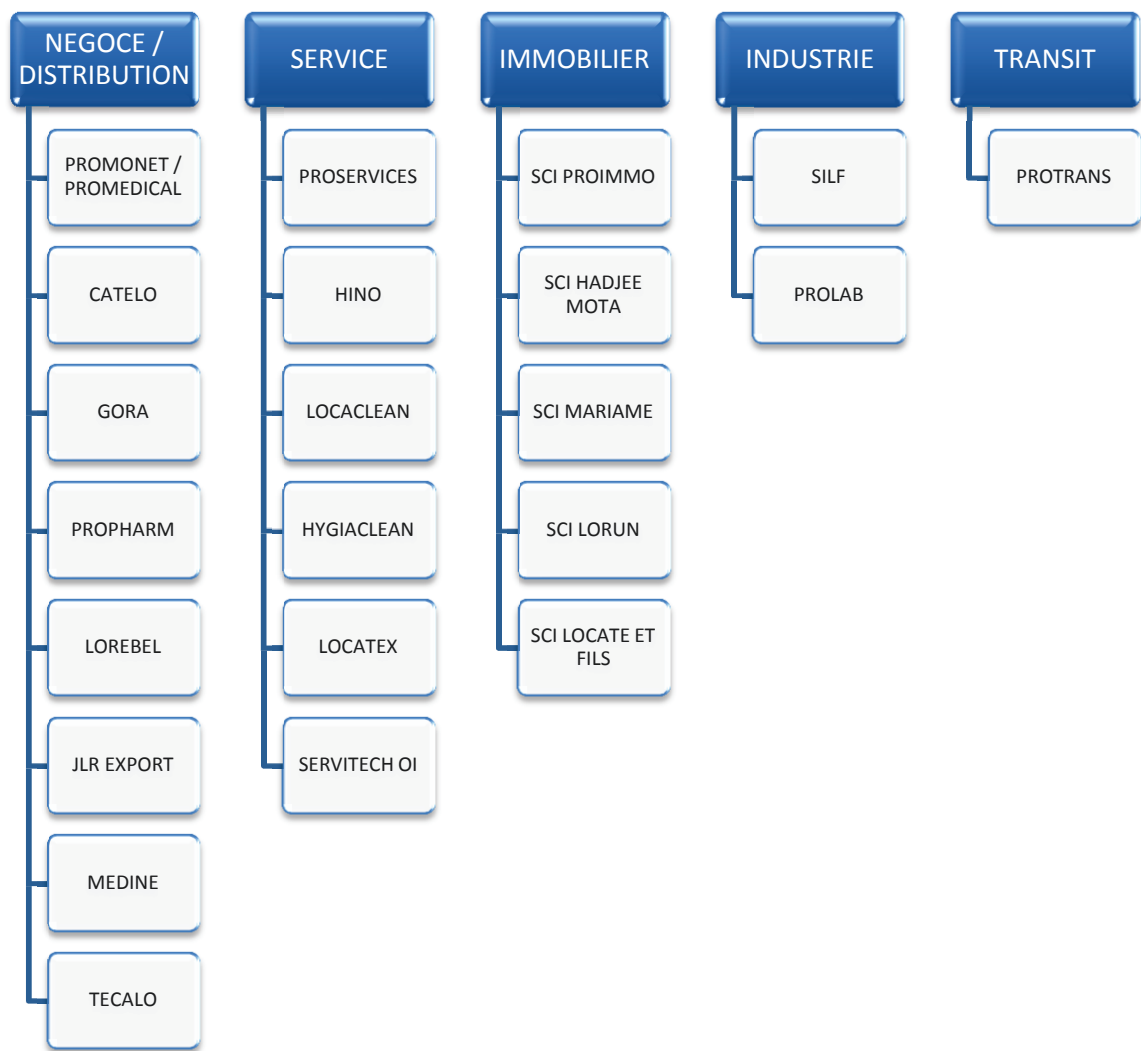 NEGOCE /
DISTRIBUTION
PROMONET /
PROMEDICAL
CATELO
GORA
PROPHARM
LOREBEL
JLR EXPORT
MEDINE
TECALO
SERVICE
PROSERVICES
HINO
LOCACLEAN
HYGIACLEAN
LOCATEX
SERVITECH OI
IMMOBILIER
SCI PROIMMO
SCI HADJEE
MOTA
SCI MARIAME
SCI LORUN
SCI LOCATE ET
FILS
INDUSTRIE
SILF
PROLAB
TRANSIT
PROTRANS